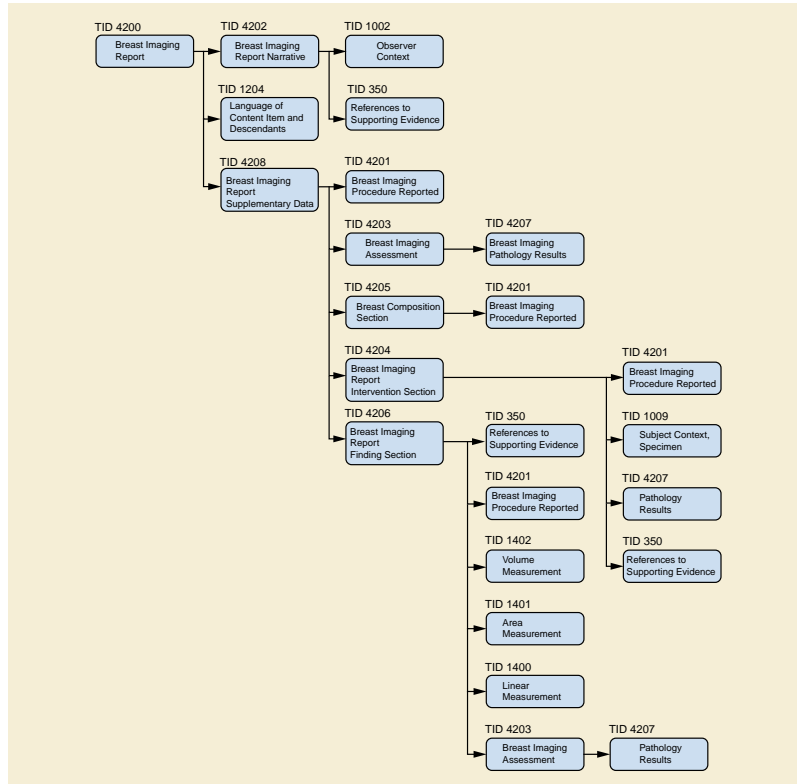 TID 4200
Breast Imaging
Report
TID 4202
Breast Imaging
Report Narrative
TID 1002
Observer
Context
TID 1204
Language of
Content Item and
Descendants
TID 350
References to
Supporting Evidence
TID 4208
Breast Imaging
Report
Supplementary Data
TID 4201
Breast Imaging
Procedure Reported
TID 4203
Breast Imaging
Assessment
TID 4207
Breast Imaging
Pathology Results
TID 4205
Breast Composition
Section
TID 4201
Breast Imaging
Procedure Reported
TID 4204
Breast Imaging
Report
Intervention Section
TID 4201
Breast Imaging
Procedure Reported
TID 1009
Subject Context,
Specimen
TID 4207
Pathology
Results
TID 350
References to
Supporting Evidence
TID 4206
Breast Imaging
Report
Finding Section
TID 350
References to
Supporting Evidence
TID 4201
Breast Imaging
Procedure Reported
TID 1402
Volume
Measurement
TID 1401
Area
Measurement
TID 1400
Linear
Measurement
TID 4203
Breast Imaging
Assessment
TID 4207
Pathology
Results